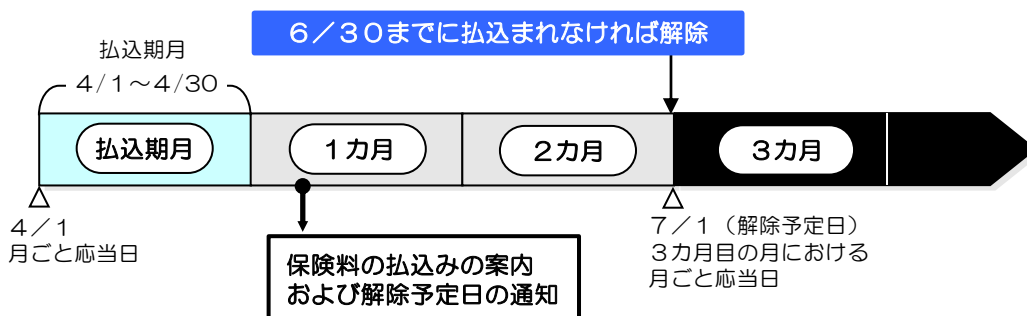 ６／３０までに払込まれなければ解除
払込期月
４/１～４/30
払込期月
１カ月
２カ月
３カ月
４／１
月ごと応当日
７／１（解除予定日）
３カ月目の月における
月ごと応当日
保険料の払込みの案内
および解除予定日の通知